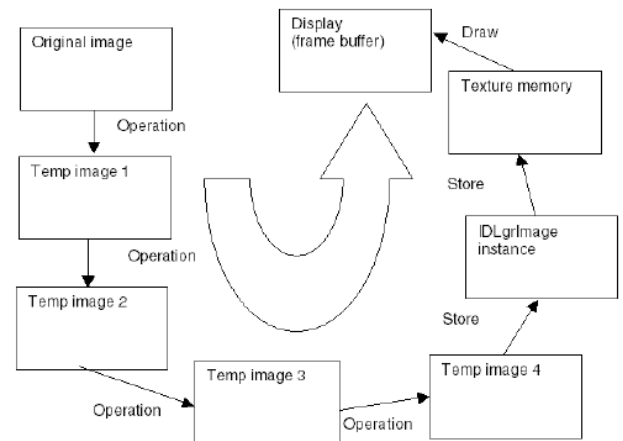 Original image
Operation
Temp image 1
Operation
Temp image 2
Operation
Temp image 3
Operation
Temp image 4
Store
IDLgrImage
instance
Store
Texture memory
Draw
Display
(frame buffer)